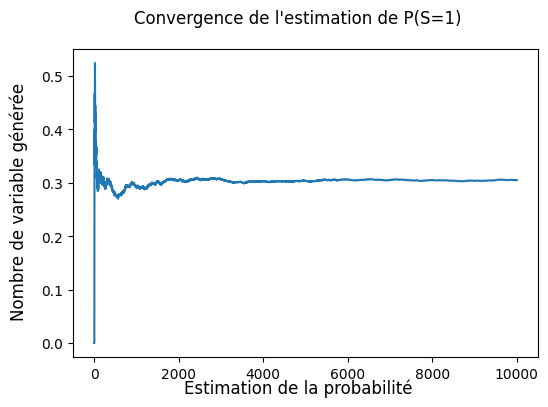 Convergence de l'estimation de P(S=1)
Nombre de variable générée
0.5
0.4
0.3
0.2
0.1
0.0
0 2000 4000 6000 8000 10000
Estimation de la probabilité